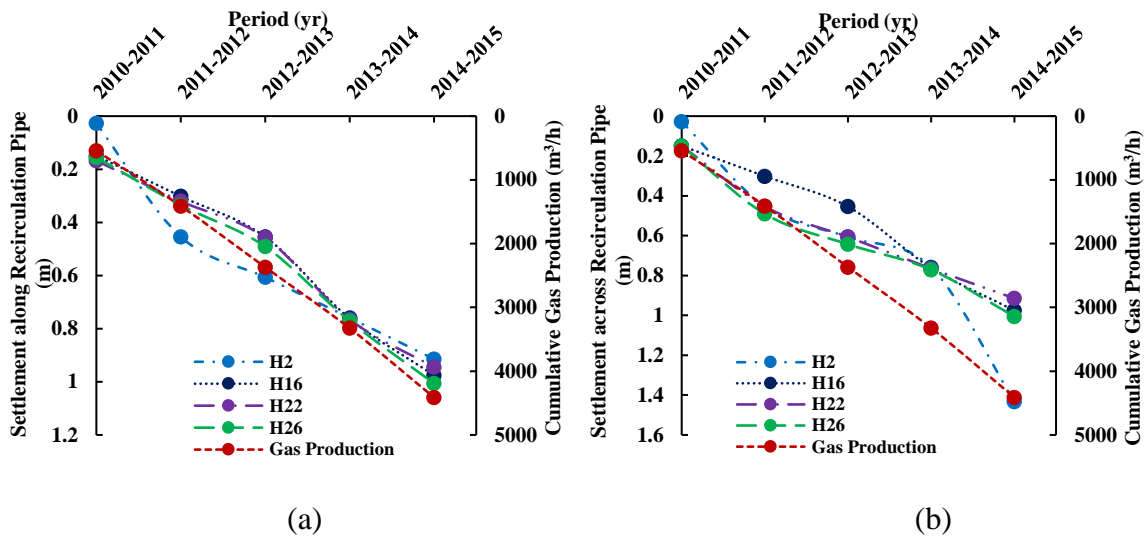 Period (yr)
2010-2011
2011-2012
2012-2013
2013-2014
2014-2015
Settlement along Recirculation Pipe
(m)
0
0.2
0.4
0.6
0.8
1
1.2
0
1000
2000
3000
4000
5000
Cumulative Gas Production (m³/h)
H2
H16
H22
H26
Gas Production
(a)
Period (yr)
2010-2011
2011-2012
2012-2013
2013-2014
2014-2015
Settlement across Recirculation Pipe
(m)
0
0.2
0.4
0.6
0.8
1
1.2
1.4
1.6
0
1000
2000
3000
4000
5000
Cumulative Gas Production (m³/h)
H2
H16
H22
H26
Gas Production
(b)